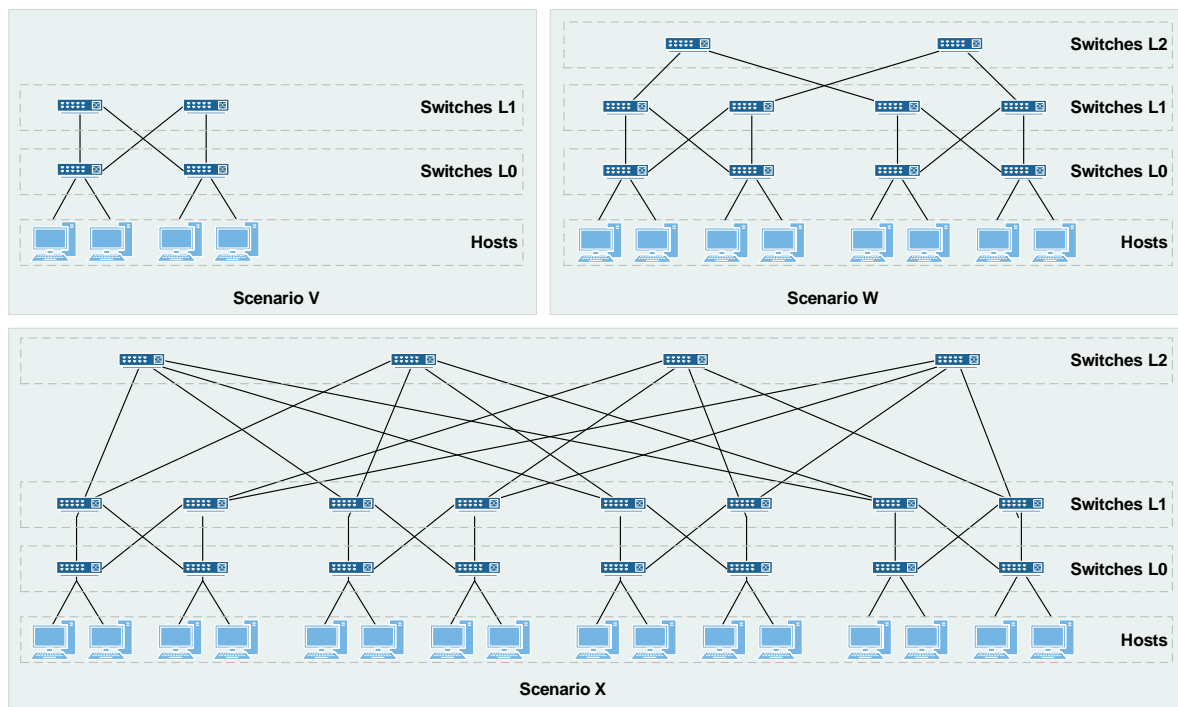 Switches L1
Switches L0
Hosts
Scenario V
Switches L2
Switches L1
Switches L0
Hosts
Scenario W
Switches L2
Switches L1
Switches L0
Hosts
Scenario X